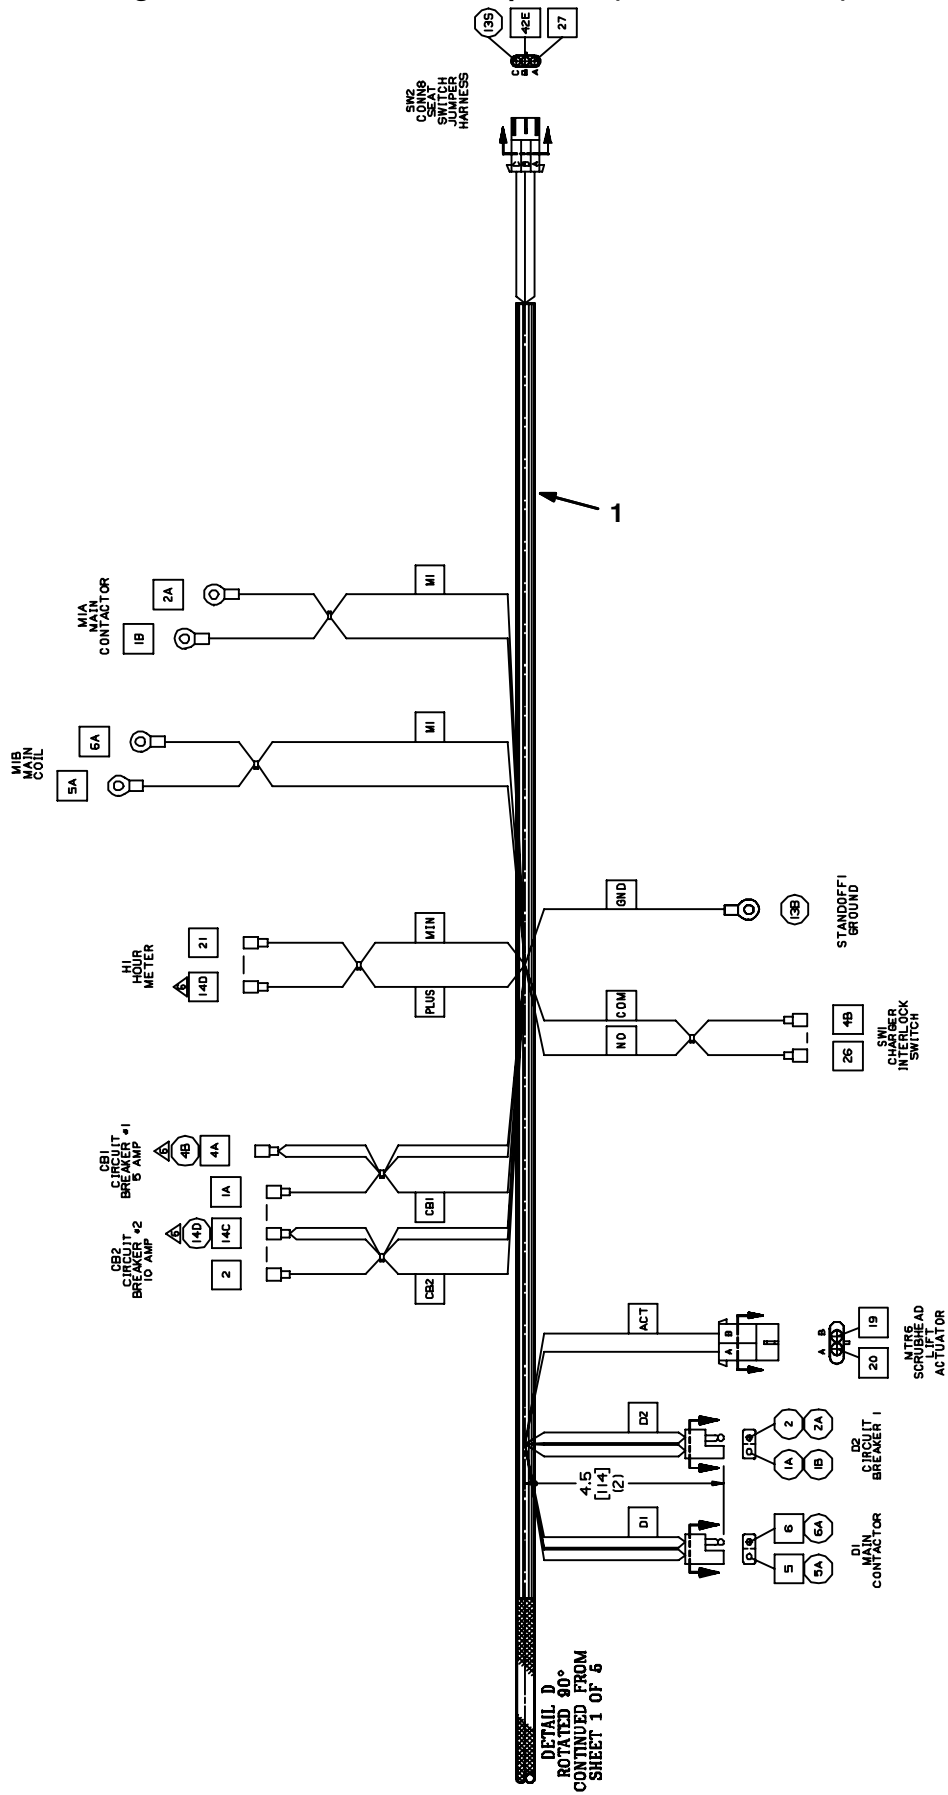 13S
42E
27
C B A
SW2
CONN8
SEAT
SWITCH
JUMPER
HARNESS
C B A
1
M1A
MAIN
CONTACTOR
2A
1B
M1
M1B
MAIN
COIL
6A
5A
M1
H1
HOUR
METER
21
6
14D
MIN
PLUS
GND
13B
STANDOFF1
GROUND
COM
NO
4B
26
SW1
CHARGER
INTERLOCK
SWITCH
CB1
CIRCUIT
BREAKER #1
5 AMP
6
4B
4A
1A
CB1
CB2
CIRCUIT
BREAKER #2
10 AMP
6
14D
14C
2
CB2
ACT
B
A
B
A
19
20
MTR6
SCRUBHEAD
LIFT
ACTUATOR
D2
2
2A
1A
1B
D2
CIRCUIT
BREAKER 1
4.5
[114]
(2)
D1
6
6A
5
5A
D1
MAIN
CONTACTOR
DETAIL D
ROTATED 90°
CONTINUED FROM
SHEET 1 OF 6